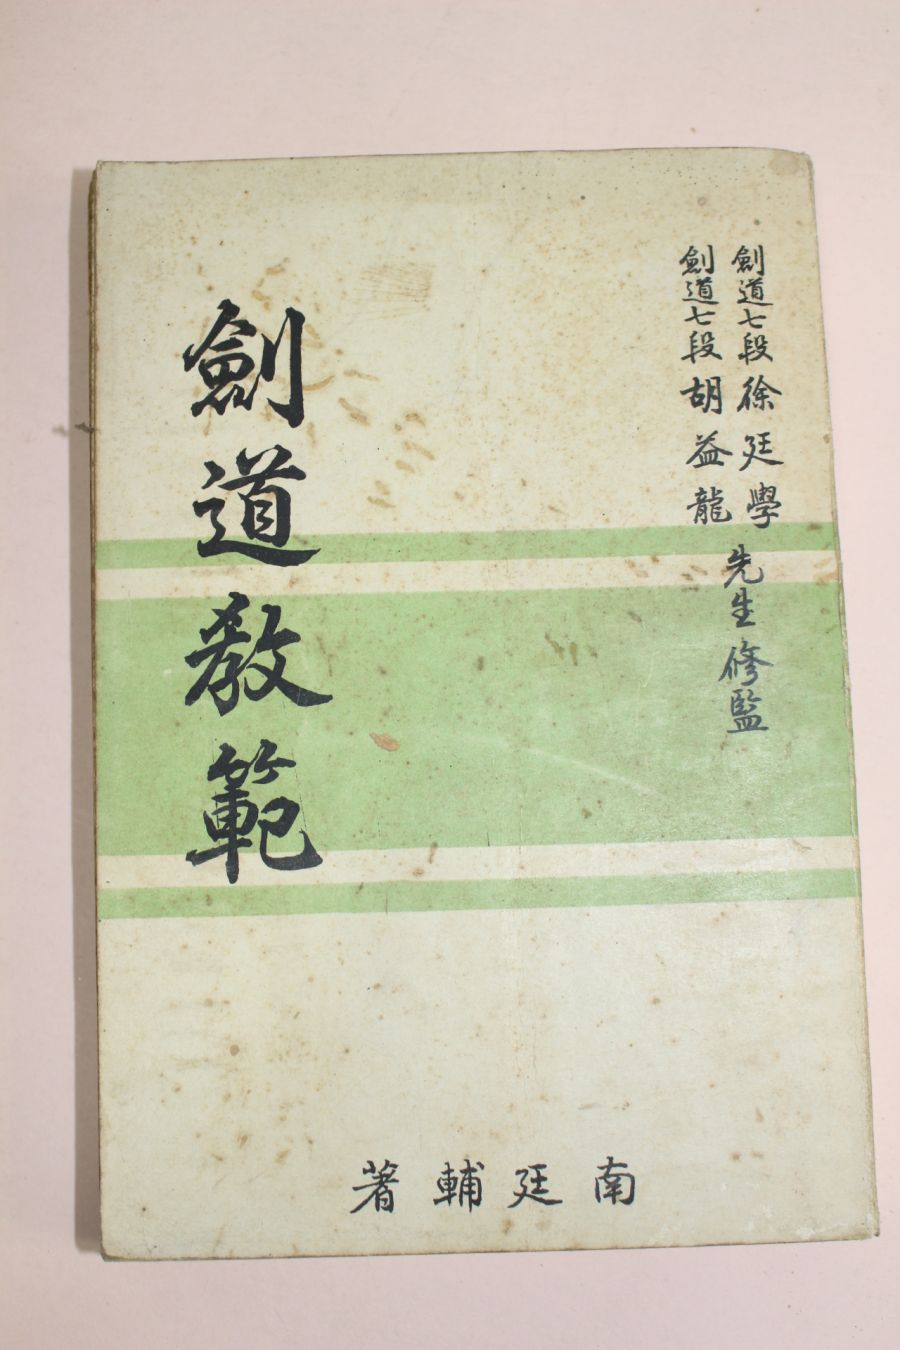 劍道七段 徐廷學
劍道七段 胡益龍
先生 修監
劍道教範
南廷輔 著